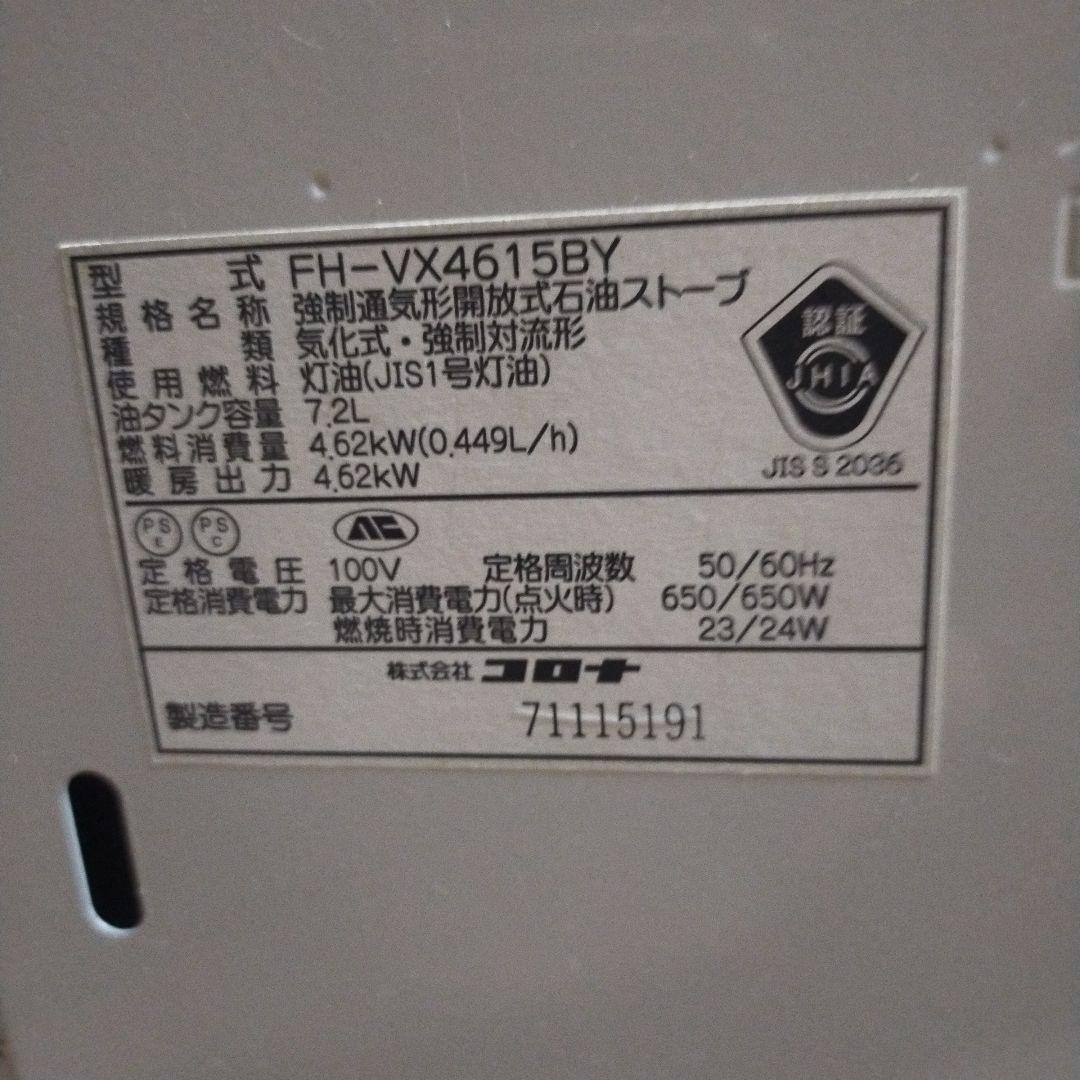 型式 FH-VX4615BY
規格名称 強制通気形開放式石油ストーブ
種類 気化式・強制対流形
使用燃料 灯油(JIS1号灯油)
油タンク容量 7.2L
燃料消費量 4.62kW(0.449L/h)
暖房出力 4.62kW
認証
JHIA
JIS S 2036
PS E PS C
定格電圧 100V 定格周波数 50/60Hz
定格消費電力 最大消費電力(点火時) 650/650W
燃焼時消費電力 23/24W
株式会社 コロナ
製造番号 71115191